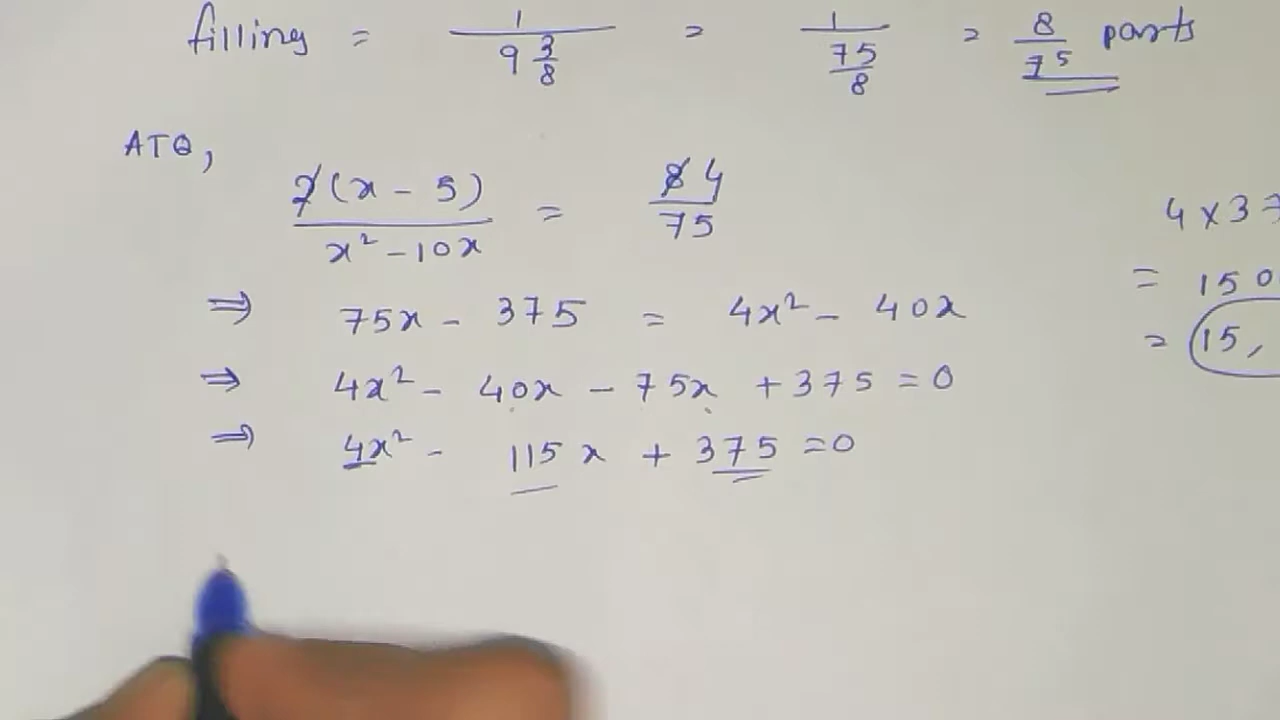 filling = 1 / 9 3/8 = 1 / 75/8 = 8/75 parts
ATQ,
2(x - 5) / x² - 10x = 8 4 / 75
⇒ 75x - 375 = 4x² - 40x
⇒ 4x² - 40x - 75x + 375 = 0
⇒ 4x² - 115x + 375 = 0
4 × 37
= 150
= 15,